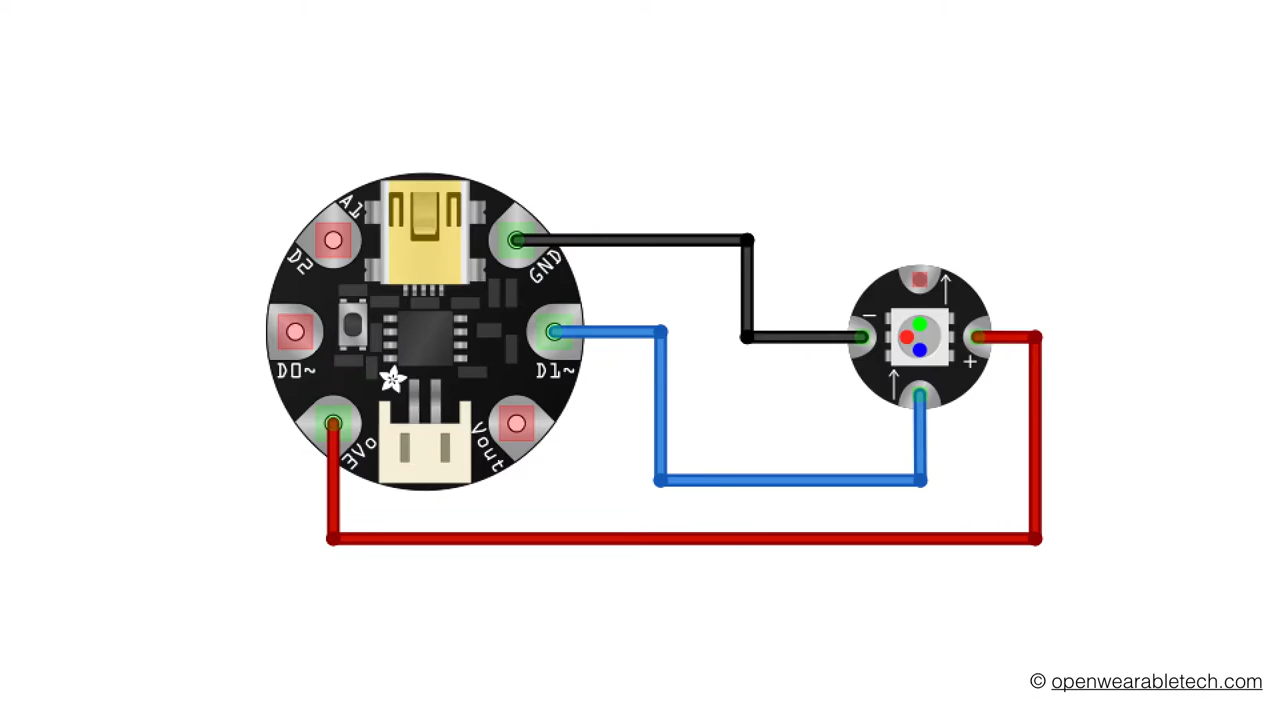 A1
D2
GND
D0~
D1~
3Vo
Vout
−
+
© openwearabletech.com